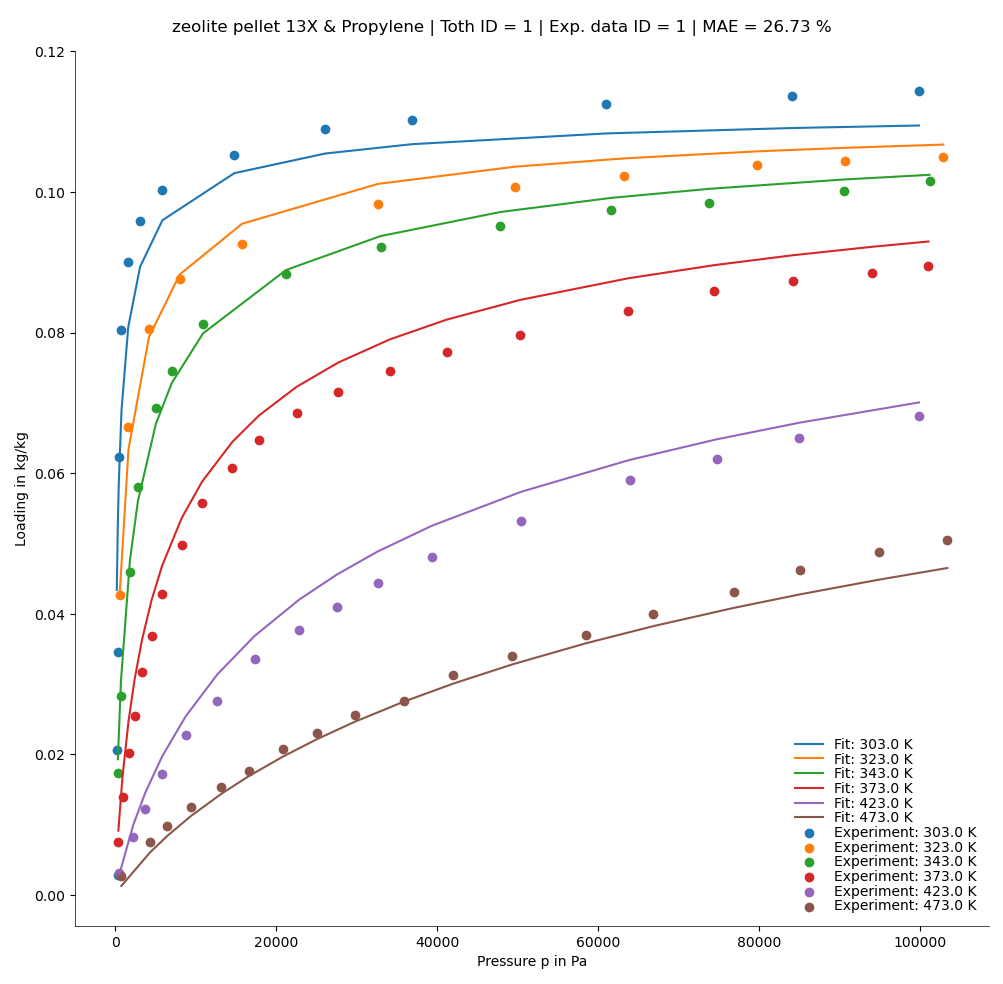 zeolite pellet 13X & Propylene | Toth ID = 1 | Exp. data ID = 1 | MAE = 26.73 %
0.12
0.10
0.08
0.06
0.04
0.02
0.00
Loading in kg/kg
Fit: 303.0 K
Fit: 323.0 K
Fit: 343.0 K
Fit: 373.0 K
Fit: 423.0 K
Fit: 473.0 K
Experiment: 303.0 K
Experiment: 323.0 K
Experiment: 343.0 K
Experiment: 373.0 K
Experiment: 423.0 K
Experiment: 473.0 K
0 20000 40000 60000 80000 100000
Pressure p in Pa